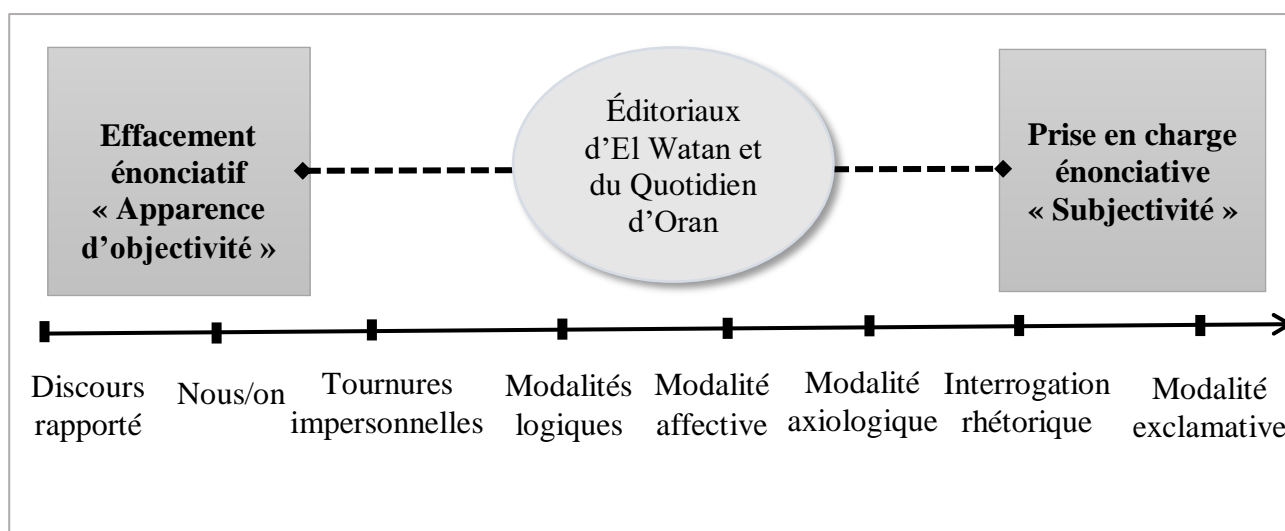 Effacement
énonciatif
« Apparence
d’objectivité »
Éditoriaux
d’El Watan et
du Quotidien
d’Oran
Prise en charge
énonciative
« Subjectivité »
Discours
rapporté
Nous/on
Tournures
impersonnelles
Modalités
logiques
Modalité
affective
Modalité
axiologique
Interrogation
rhétorique
Modalité
exclamative